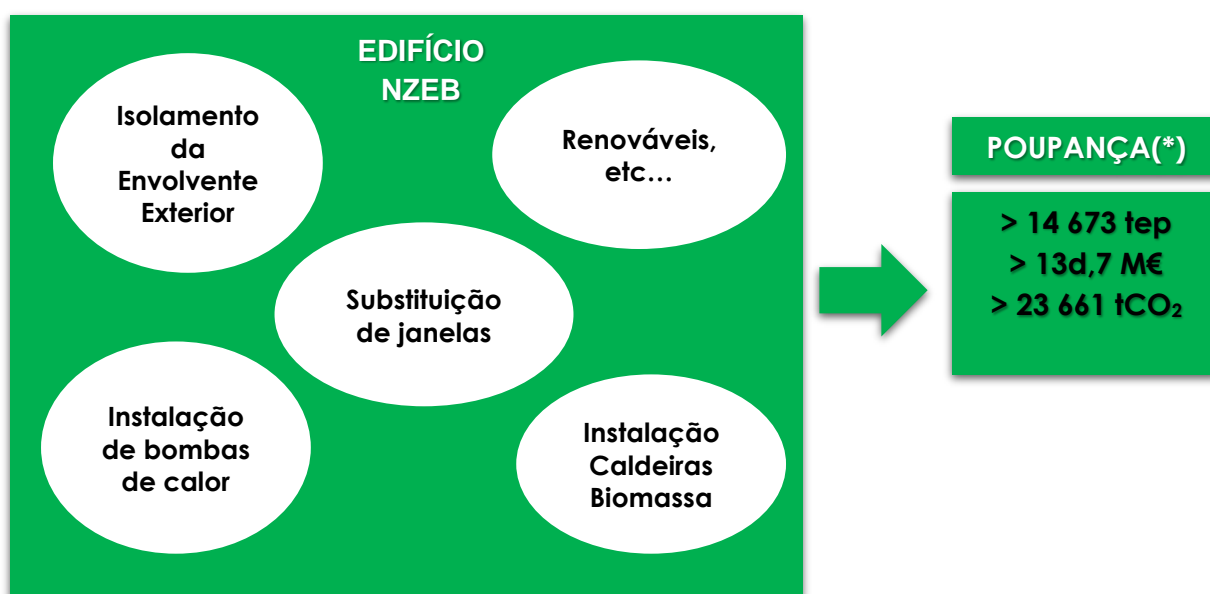 EDIFÍCIO
NZEB
Isolamento
da
Envolvente
Exterior
Renováveis,
etc...
Substituição
de janelas
Instalação
de bombas
de calor
Instalação
Caldeiras
Biomassa
POUPANÇA(*)
> 14 673 tep
> 13d,7 M€
> 23 661 tCO₂